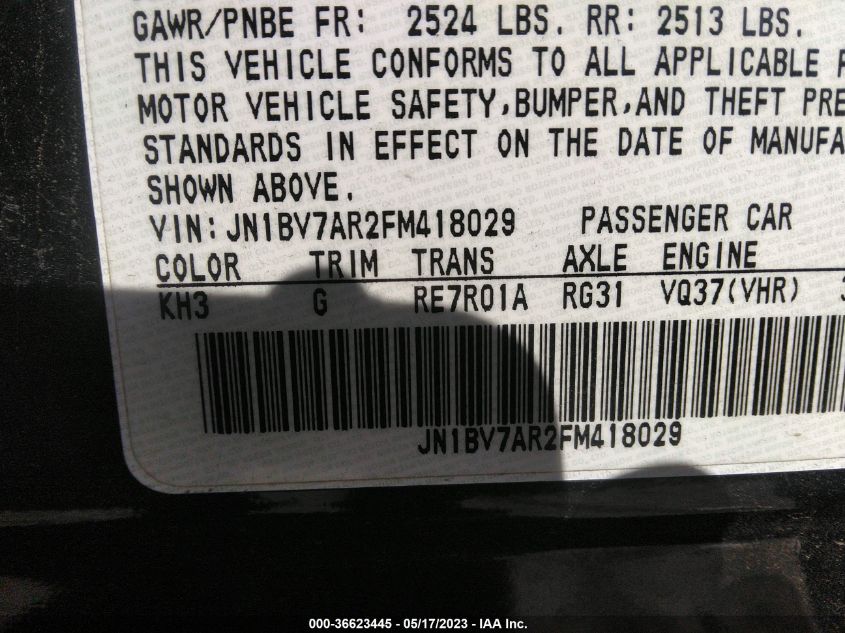 GAWR/PNBE FR: 2524 LBS. RR: 2513 LBS.
THIS VEHICLE CONFORMS TO ALL APPLICABLE
MOTOR VEHICLE SAFETY,BUMPER,AND THEFT PRE
STANDARDS IN EFFECT ON THE DATE OF MANUFA
SHOWN ABOVE.
VIN:JN1BV7AR2FM418029 PASSENGER CAR
COLOR TRIM TRANS AXLE ENGINE
KH3 G RE7R01A RG31 VQ37(VHR)
JN1BV7AR2FM418029
000-36623445 — 05/17/2023 — IAA Inc.